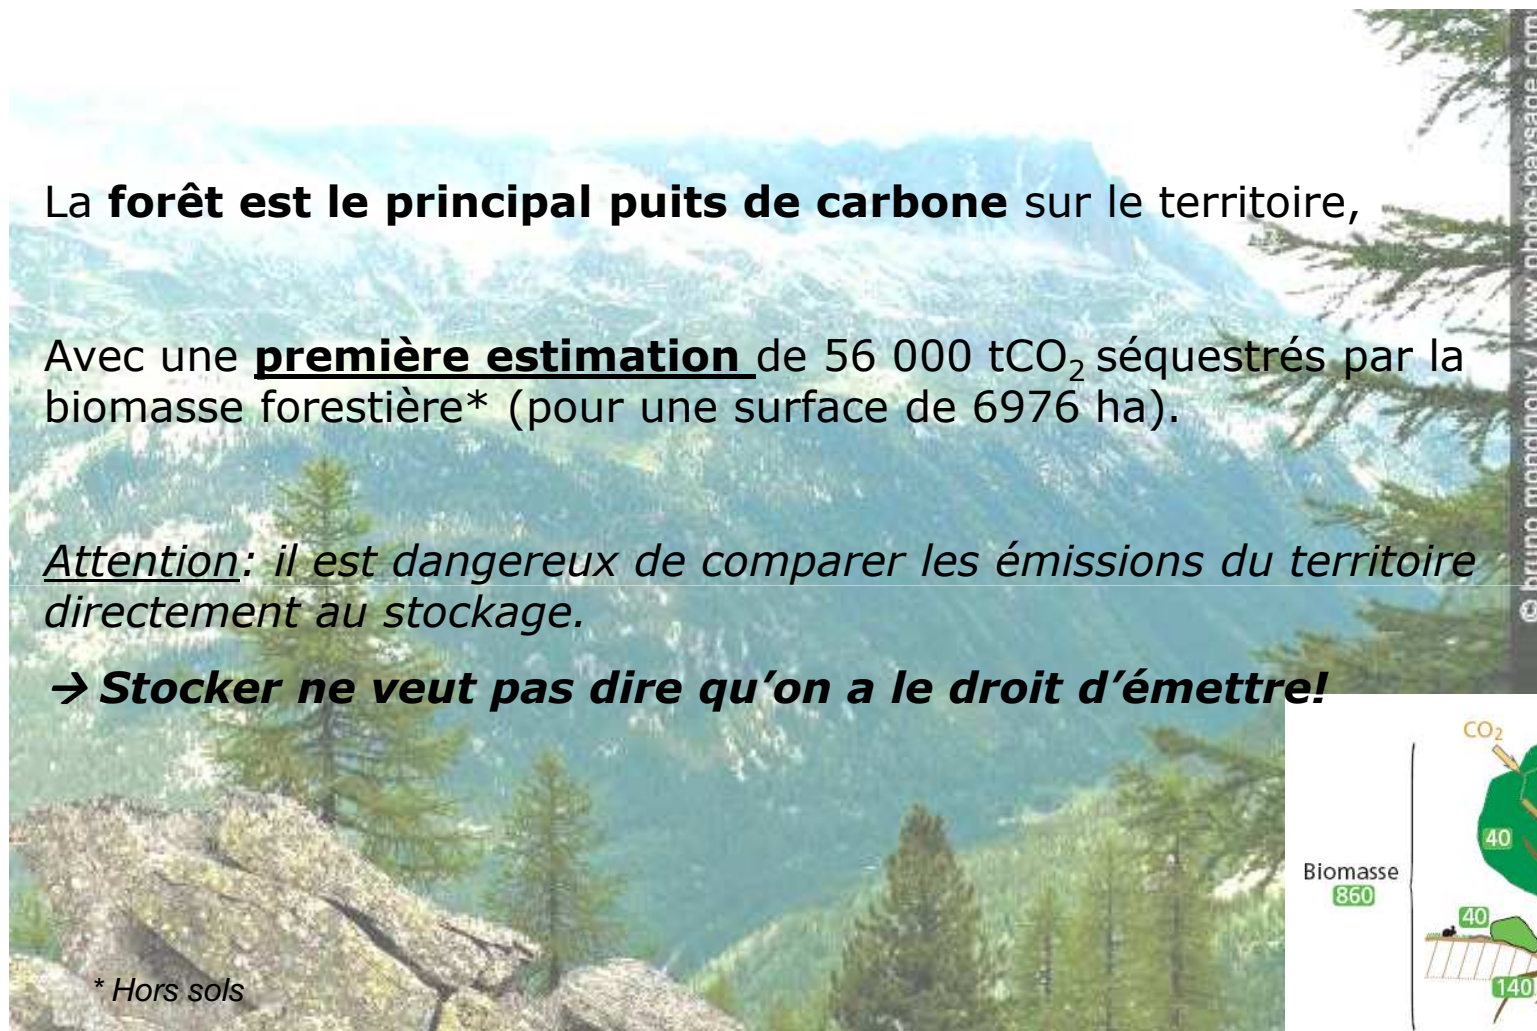 La forêt est le principal puits de carbone sur le territoire,
Avec une première estimation de 56 000 tCO₂ séquestrés par la
biomasse forestière* (pour une surface de 6976 ha).
Attention: il est dangereux de comparer les émissions du territoire
directement au stockage.
→ Stocker ne veut pas dire qu’on a le droit d’émettre!
* Hors sols
CO₂
40
Biomasse
860
40
140